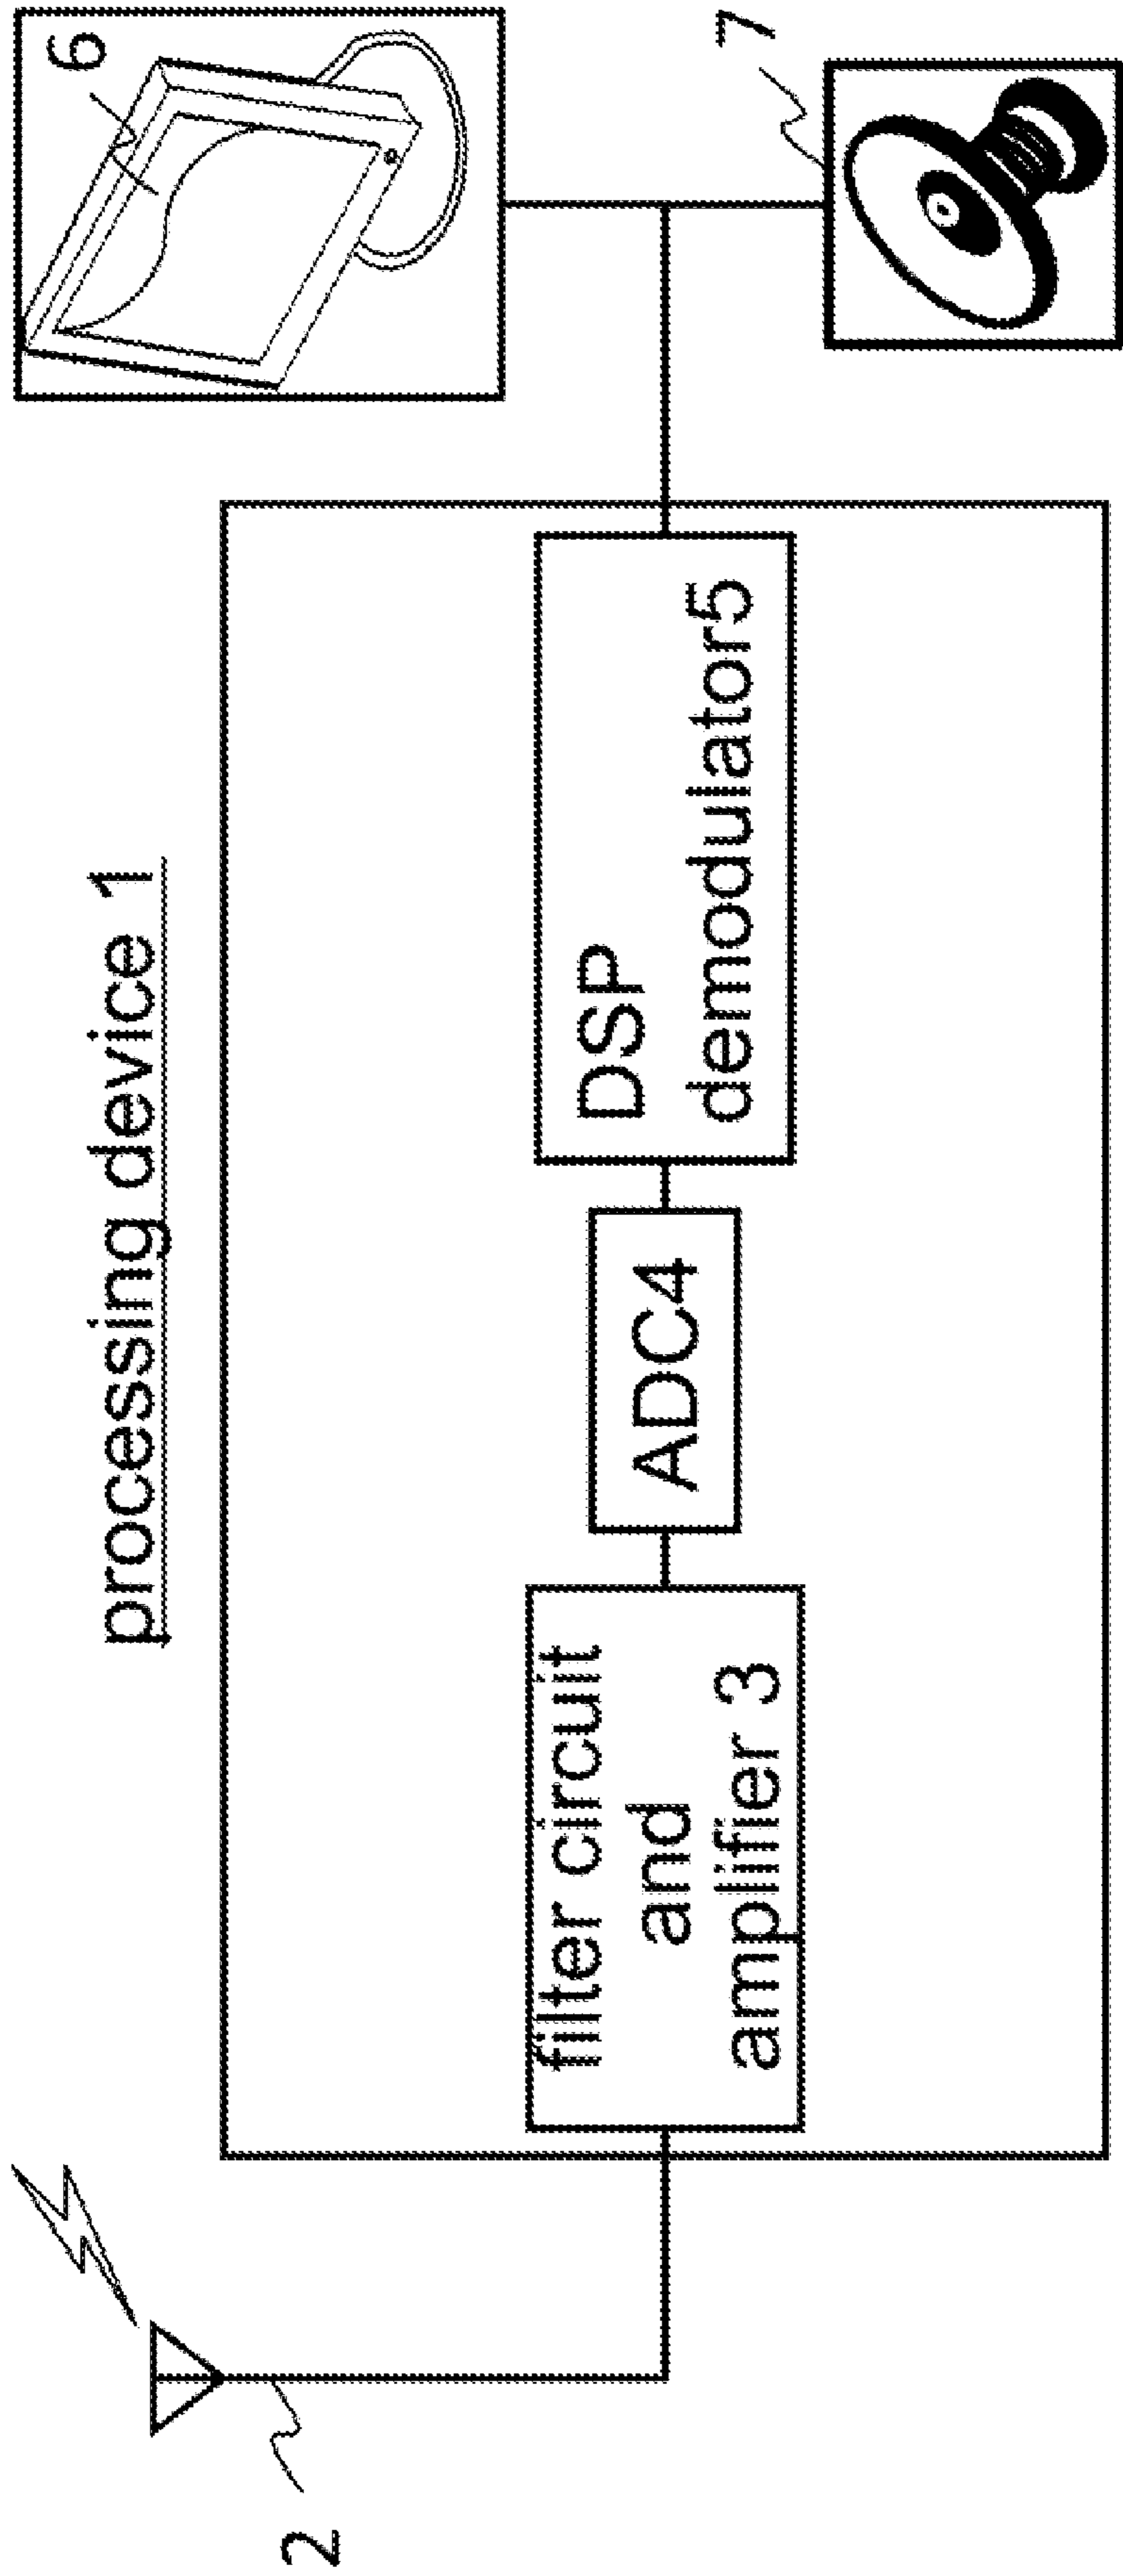 processing device 1
2
filter circuit
and
amplifier 3
ADC4
DSP
demodulator5
6
7